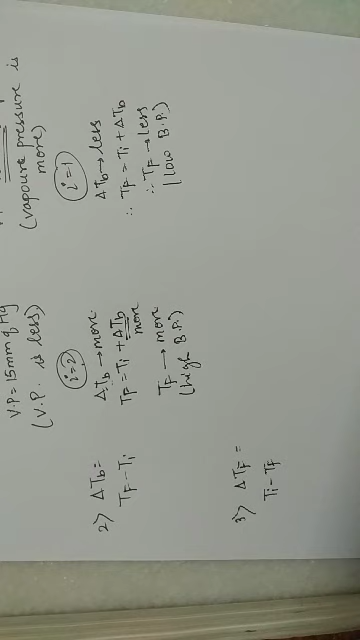 V.P = 15mm of Hg
(V.P. is less)
(vapoure pressure is
more)
i=2
i=1
2) ΔTb =
TF - Ti
ΔTb → more
TF = Ti + ΔTb
more
TF → more
(high B.P.)
ΔTb → less
∴ TF = Ti + ΔTb
∴ TF → less
(low B.P.)
3) ΔTF =
Ti - TF